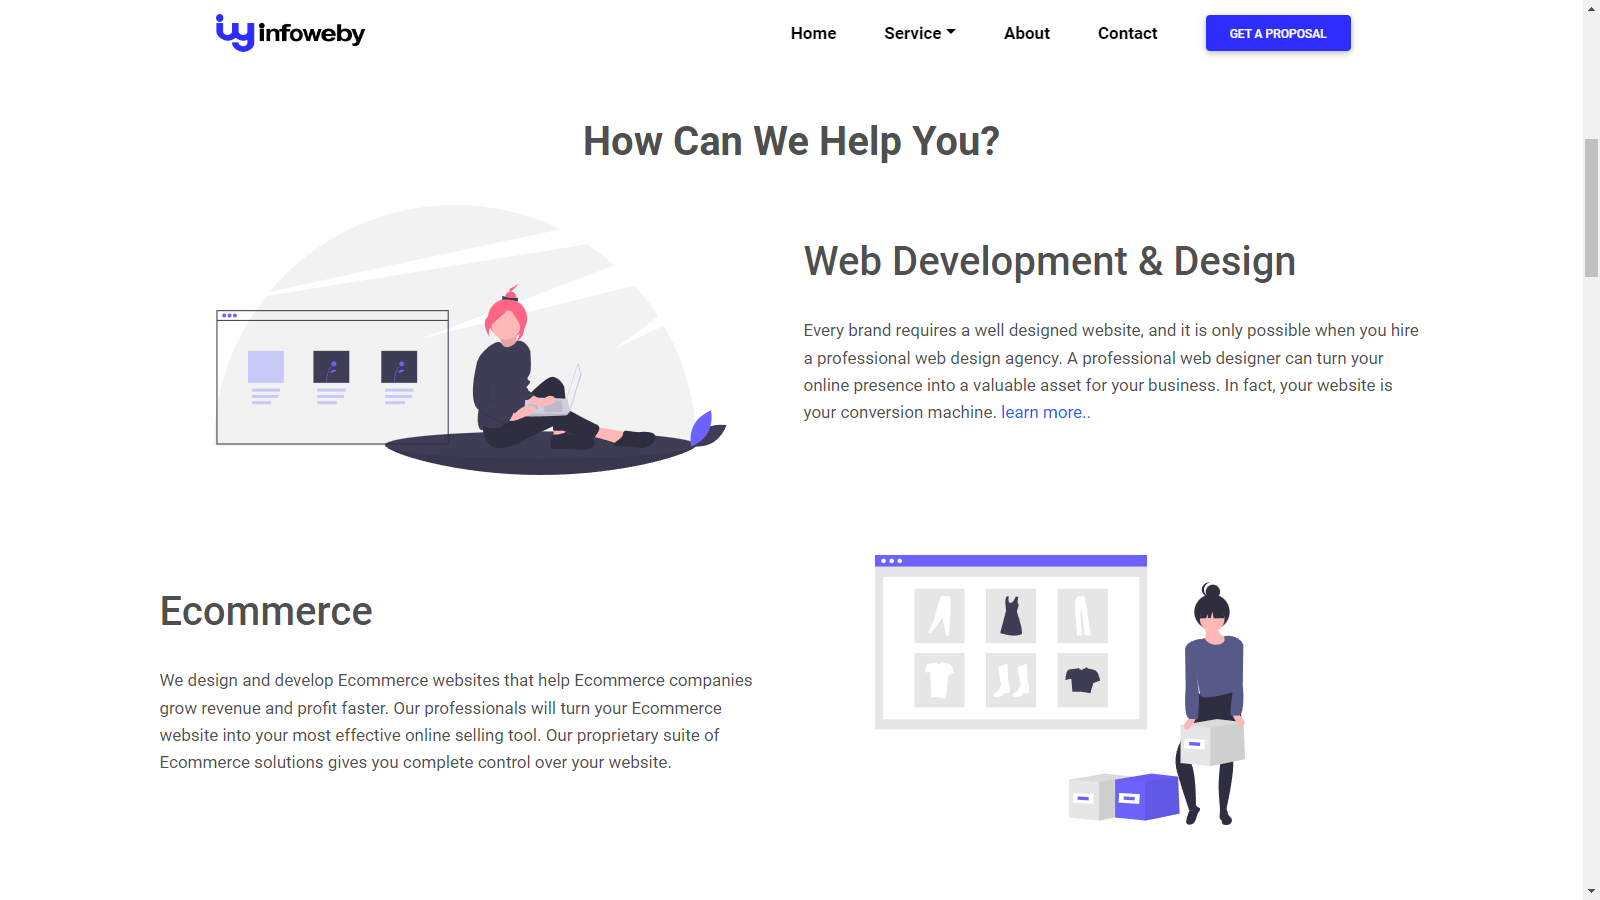 infoweby
Home
Service
About
Contact
GET A PROPOSAL
How Can We Help You?
Web Development & Design
Every brand requires a well designed website, and it is only possible when you hire
a professional web design agency. A professional web designer can turn your
online presence into a valuable asset for your business. In fact, your website is
your conversion machine. learn more..
Ecommerce
We design and develop Ecommerce websites that help Ecommerce companies
grow revenue and profit faster. Our professionals will turn your Ecommerce
website into your most effective online selling tool. Our proprietary suite of
Ecommerce solutions gives you complete control over your website.